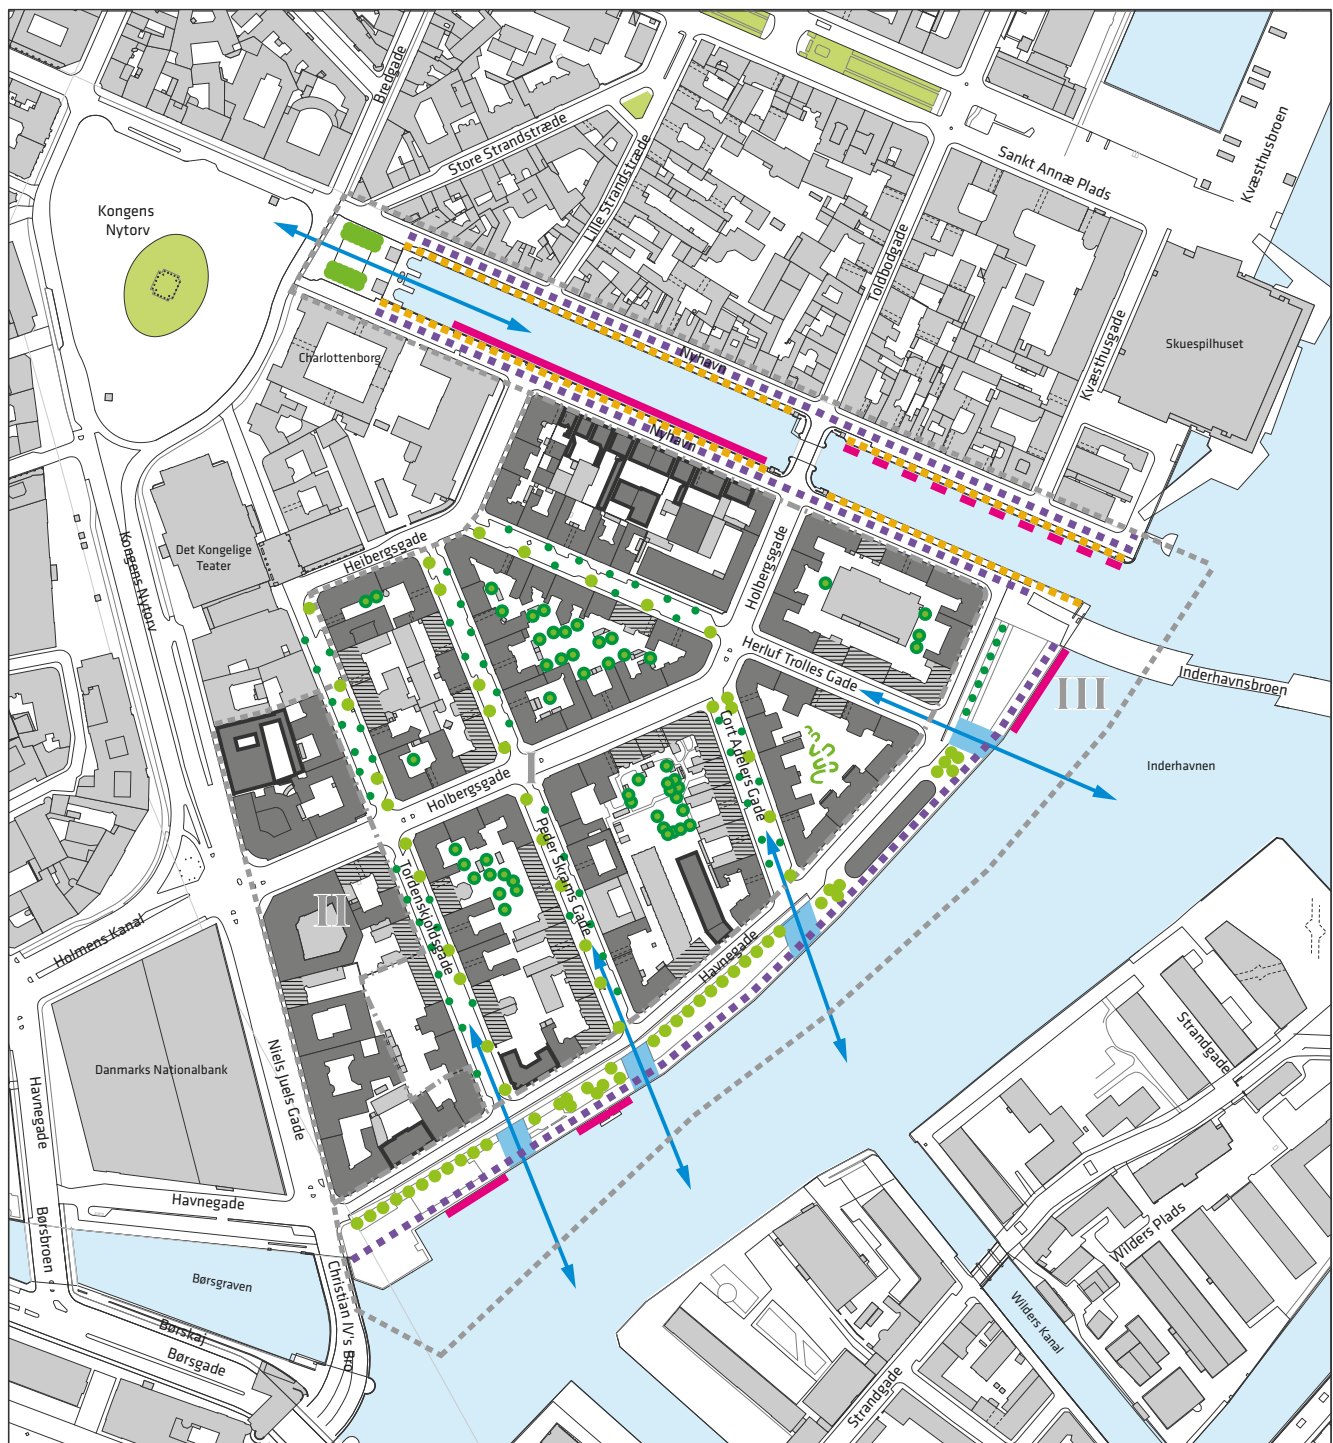 Bredgade
Store Strandstræde
Lille Strandstræde
Sankt Annæ Plads
Kvæsthusbroen
Kongens
Nytorv
Toldbodgade
Kvæsthusgade
Skuespilhuset
Charlottenborg
Nyhavn
Nyhavn
Det Kongelige
Teater
Kongens Nytorv
Heibergsgade
Holbergsgade
Herluf Trolles Gade
Inderhavnsbroen
III
Inderhavnen
Cort Adelers Gade
I
Holbergsgade
Peder Skrams Gade
Tordenskjoldsgade
II
Holmens Kanal
Havnegade
Danmarks Nationalbank
Niels Juels Gade
Havnegade
Havnegade
Børsbroen
Børsgraven
Børskaj
Børsgade
Christian IV's Bro
Strandgade
Wilders Plads
Wilders Kanal
Strandgade